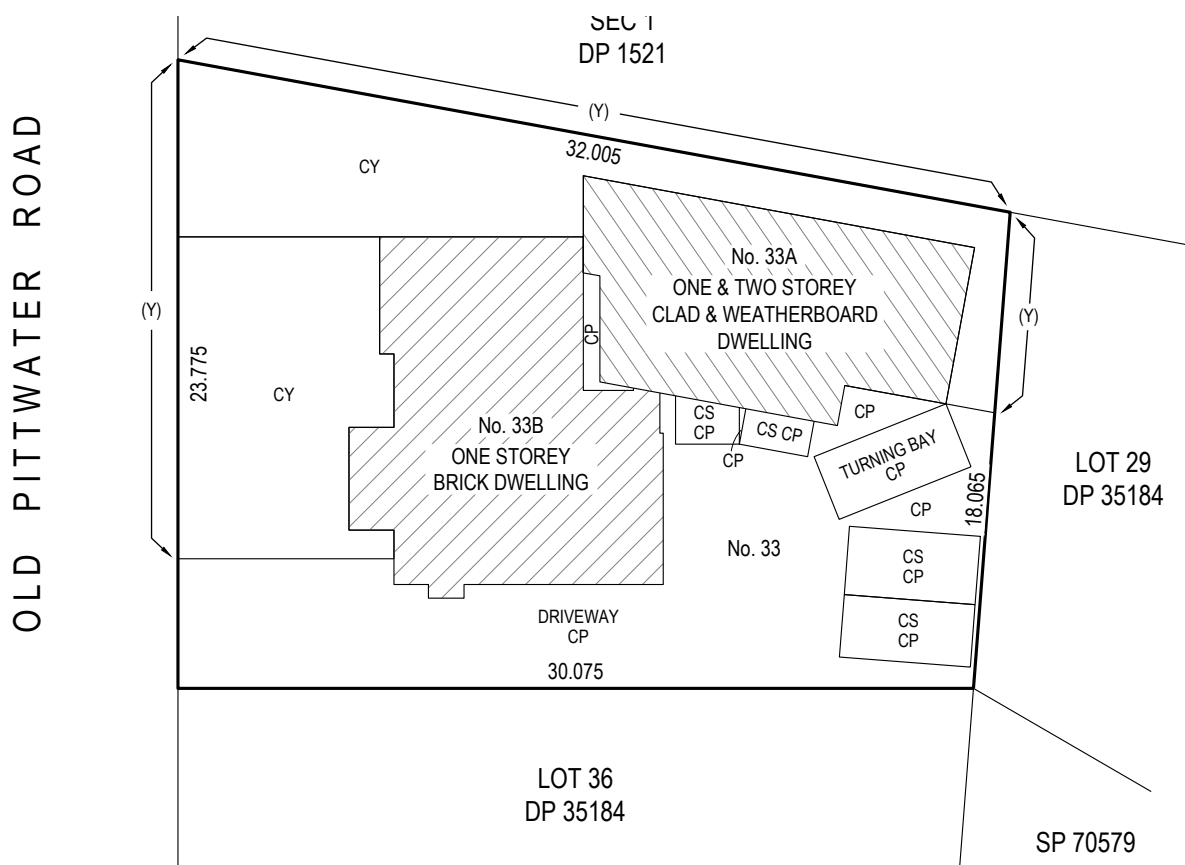 SEC 1
DP 1521
(Y)
32.005
CY
OLD PITTWATER ROAD
(Y)
23.775
CY
No. 33A
ONE & TWO STOREY
CLAD & WEATHERBOARD
DWELLING
(Y)
CP
No. 33B
ONE STOREY
BRICK DWELLING
CS
CP
CS CP
CP
CP
TURNING BAY
CP
CP
18.065
LOT 29
DP 35184
No. 33
CS
CP
CS
CP
DRIVEWAY
CP
30.075
LOT 36
DP 35184
SP 70579